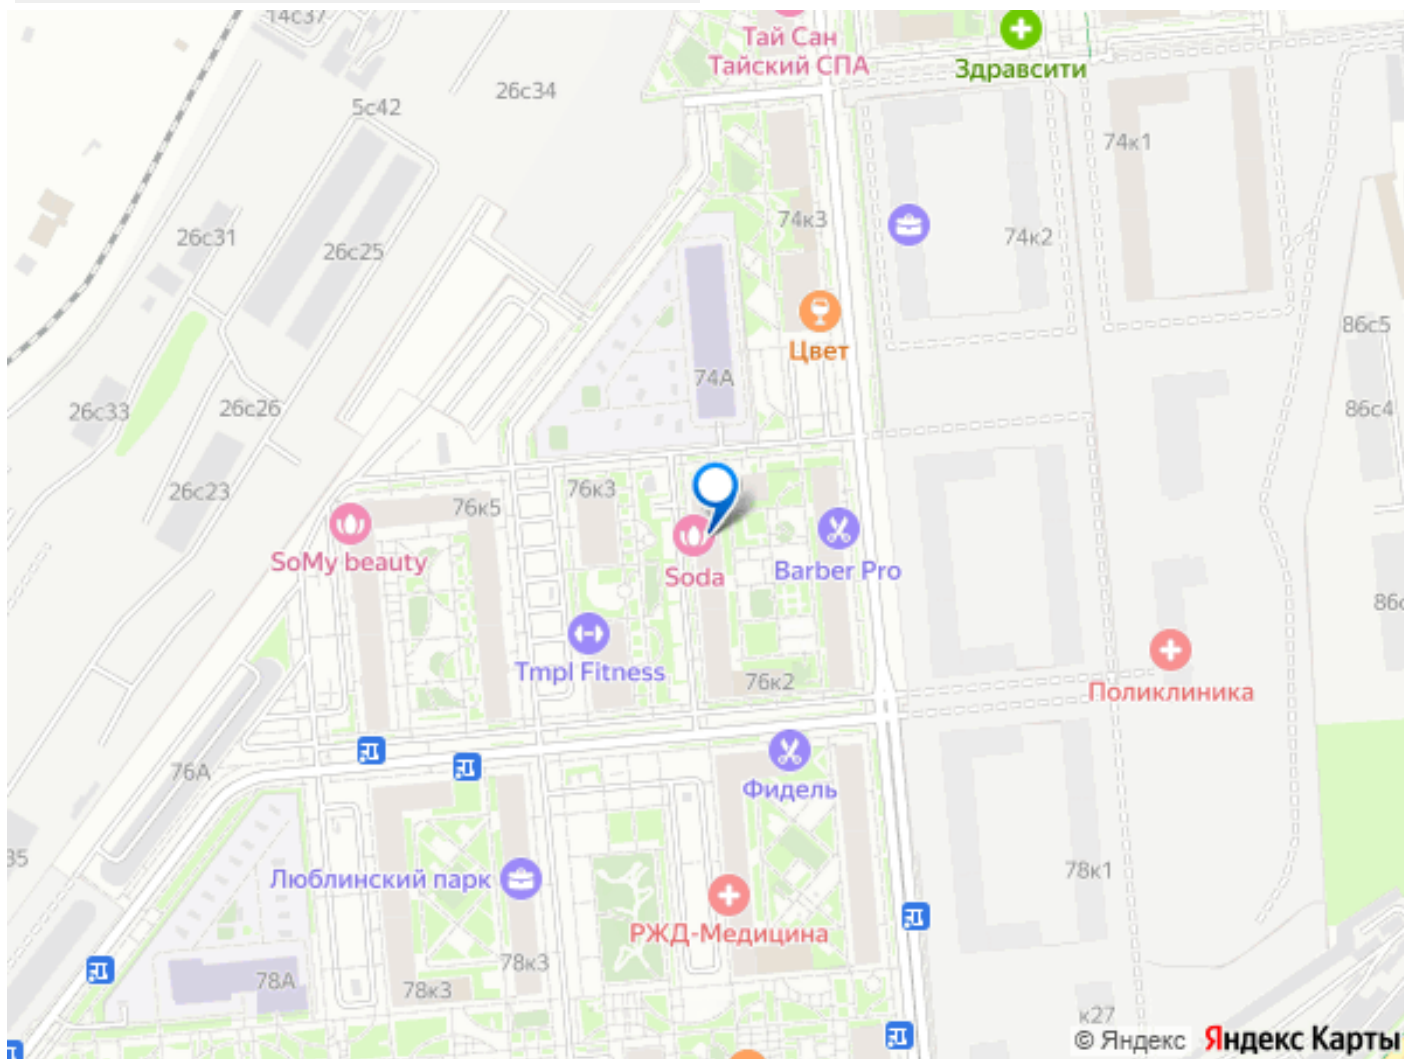 14с37
Тай Сан
Тайский СПА
Здравсити
26с34
5с42
74к1
74к3
26с31
26с25
74к2
86с5
Цвет
74А
26с33
26с26
86с4
26с23
76к5
76к3
SoMy beauty
Soda
Barber Pro
Tmpl Fitness
76к2
Поликлиника
76А
Фидель
Люблинский парк
78к1
РЖД-Медицина
78А
78к3
78к3
к27
© Яндекс Яндекс Карты